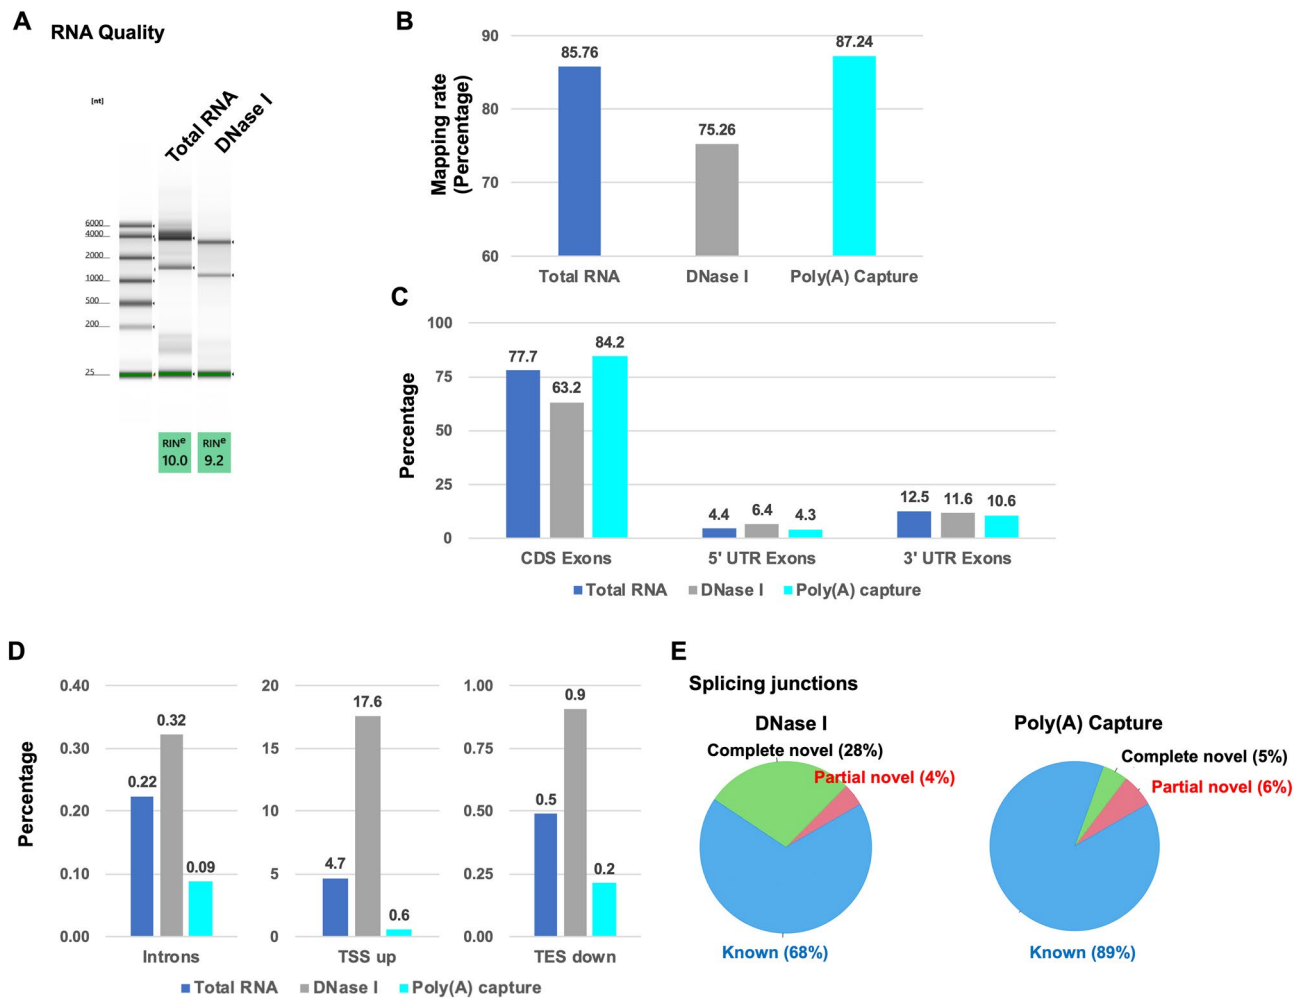 A
RNA Quality
[nt]
Total RNA
DNase I
6000
4000
2000
1000
500
200
25
RINe
10.0
RINe
9.2
B
Mapping rate
(Percentage)
90
80
70
60
85.76
75.26
87.24
Total RNA
DNase I
Poly(A) Capture
C
Percentage
100
75
50
25
0
77.7
63.2
84.2
4.4
6.4
4.3
12.5
11.6
10.6
CDS Exons
5' UTR Exons
3' UTR Exons
Total RNA
DNase I
Poly(A) capture
D
Percentage
0.40
0.30
0.20
0.10
0.00
0.22
0.32
0.09
Introns
20
15
10
5
0
4.7
17.6
0.6
TSS up
1.00
0.75
0.50
0.25
0.00
0.5
0.9
0.2
TES down
Total RNA
DNase I
Poly(A) capture
E
Splicing junctions
DNase I
Complete novel (28%)
Partial novel (4%)
Known (68%)
Poly(A) Capture
Complete novel (5%)
Partial novel (6%)
Known (89%)